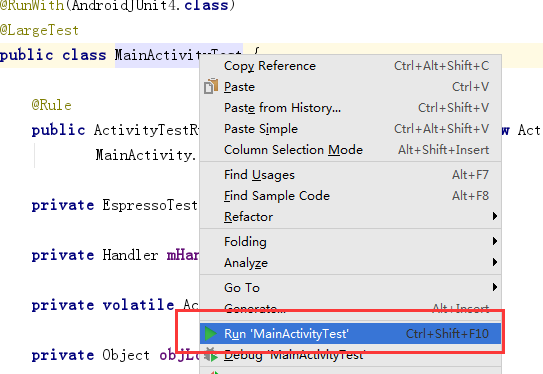 @RunWith(AndroidJUnit4.class)
@LargeTest
public class MainActivityTest {
Copy Reference Ctrl+Alt+Shift+C
Paste Ctrl+V
@Rule
Paste from History... Ctrl+Shift+V
public ActivityTestRu w Act
Paste Simple Ctrl+Alt+Shift+V
MainActivity.
Column Selection Mode Alt+Shift+Insert
Find Usages Alt+F7
private EspressoTest
Find Sample Code Alt+F8
Refactor
private Handler mHan
Folding
Analyze
Go To
private volatile Ac
Generate... Alt+Insert
Run 'MainActivityTest' Ctrl+Shift+F10
private Object objLo
Debug 'MainActivityTest'